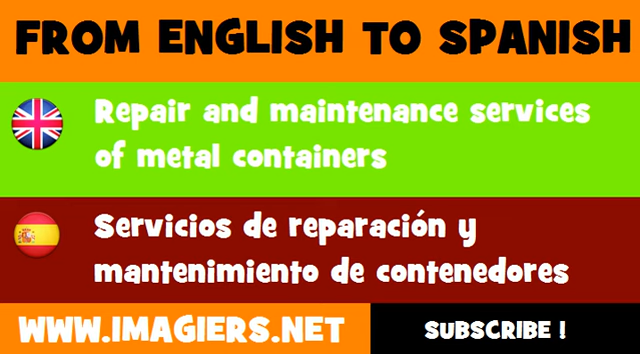 FROM ENGLISH TO SPANISH
Repair and maintenance services
of metal containers
Servicios de reparación y
mantenimiento de contenedores
WWW.IMAGIERS.NET
SUBSCRIBE !